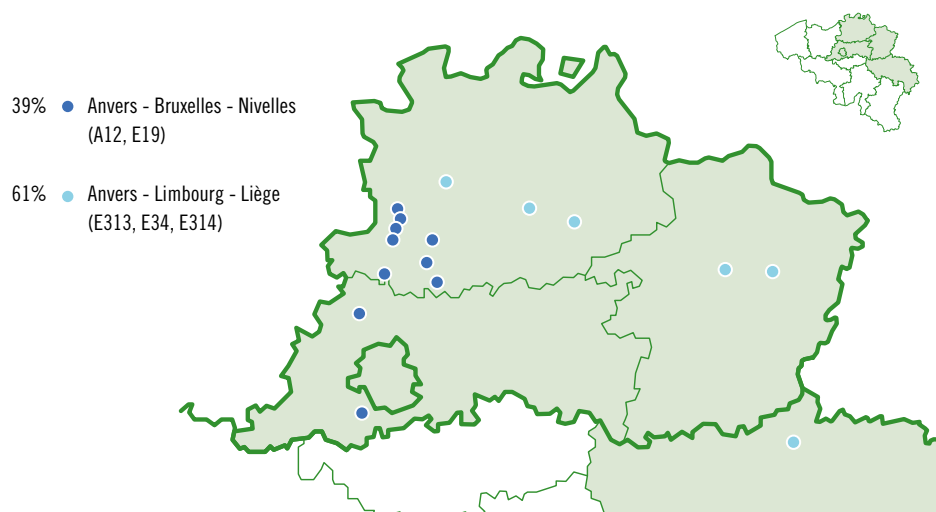 39% Anvers - Bruxelles - Nivelles
(A12, E19)
61% Anvers - Limbourg - Liège
(E313, E34, E314)